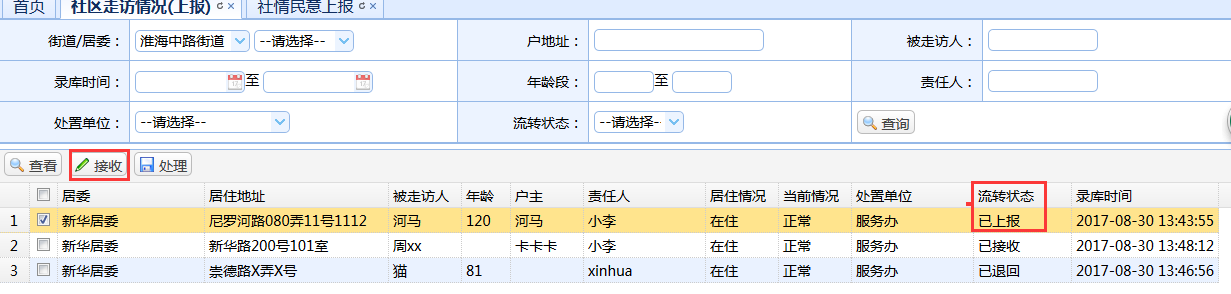 首页 社区走访情况(上报) 社情民意上报
街道/居委： 淮海中路街道 --请选择-- 户地址： 被走访人：
录库时间： 至 年龄段： 至 责任人：
处置单位： --请选择-- 流转状态： --请选择-- 查询
查看 接收 处理
居委 居住地址 被走访人 年龄 户主 责任人 居住情况 当前情况 处置单位 流转状态 录库时间
1 新华居委 尼罗河路080弄11号1112 河马 120 河马 小李 在住 正常 服务办 已上报 2017-08-30 13:43:55
2 新华居委 新华路200号101室 周xx 卡卡卡 小李 在住 正常 服务办 已接收 2017-08-30 13:48:12
3 新华居委 崇德路X弄X号 猫 81 xinhua 在住 正常 服务办 已退回 2017-08-30 13:46:56